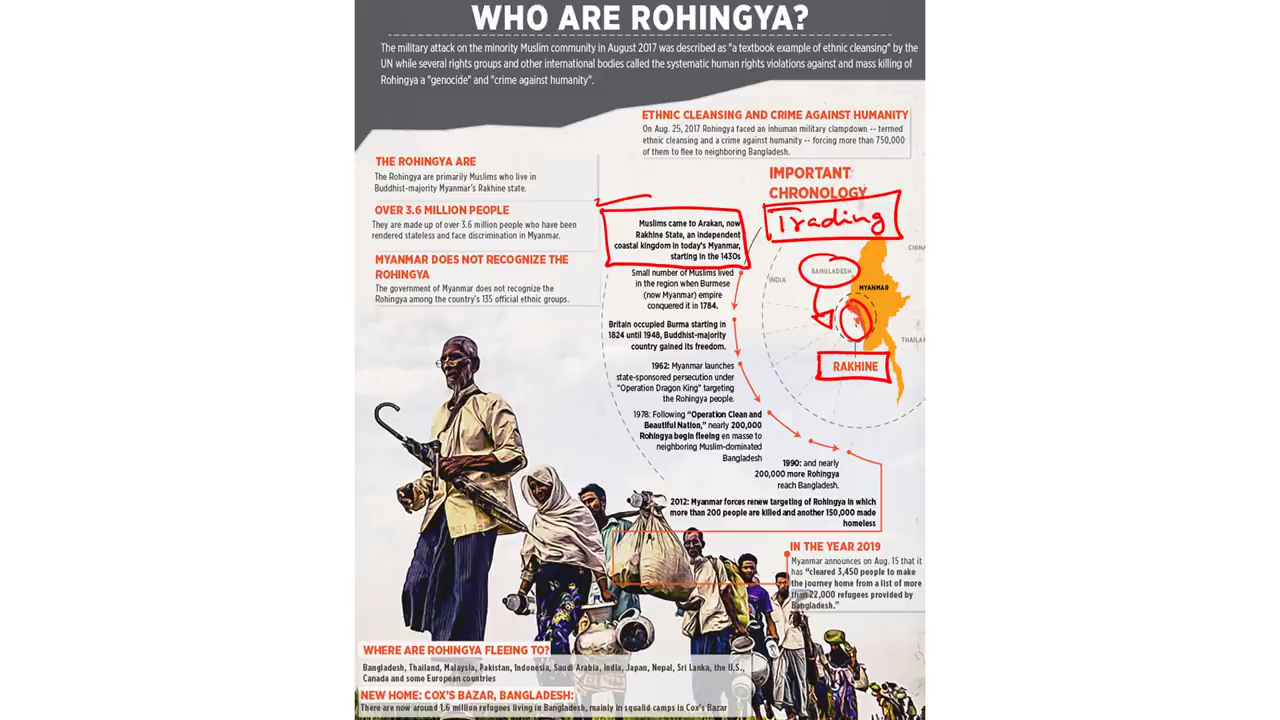 WHO ARE ROHINGYA?
The military attack on the minority Muslim community in August 2017 was described as "a textbook example of ethnic cleansing" by the
UN while several rights groups and other international bodies called the systematic human rights violations against and mass killing of
Rohingya a "genocide" and "crime against humanity".
ETHNIC CLEANSING AND CRIME AGAINST HUMANITY
On Aug. 25, 2017 Rohingya faced an inhuman military clampdown -- termed
ethnic cleansing and a crime against humanity -- forcing more than 750,000
of them to flee to neighboring Bangladesh.
THE ROHINGYA ARE
The Rohingya are primarily Muslims who live in
Buddhist-majority Myanmar's Rakhine state.
OVER 3.6 MILLION PEOPLE
They are made up of over 3.6 million people who have been
rendered stateless and face discrimination in Myanmar.
MYANMAR DOES NOT RECOGNIZE THE
ROHINGYA
The government of Myanmar does not recognize the
Rohingya among the country's 135 official ethnic groups.
IMPORTANT
CHRONOLOGY
Trading
Muslims came to Arakan, now
Rakhine State, an independent
coastal kingdom in today's Myanmar,
starting in the 1430s
Small number of Muslims lived
in the region when Burmese
(now Myanmar) empire
conquered it in 1784.
Britain occupied Burma starting in
1824 until 1948, Buddhist-majority
country gained its freedom.
1962: Myanmar launches
state-sponsored persecution under
"Operation Dragon King" targeting
the Rohingya people.
1978: Following "Operation Clean and
Beautiful Nation," nearly 200,000
Rohingya begin fleeing en masse to
neighboring Muslim-dominated
Bangladesh
1990: and nearly
200,000 more Rohingya
reach Bangladesh.
2012: Myanmar forces renew targeting of Rohingya in which
more than 200 people are killed and another 150,000 made
homeless
CHINA
BANGLADESH
INDIA
MYANMAR
THAILAN
RAKHINE
IN THE YEAR 2019
Myanmar announces on Aug. 15 that it
has "cleared 3,450 people to make
the journey home from a list of more
than 22,000 refugees provided by
Bangladesh."
WHERE ARE ROHINGYA FLEEING TO?
Bangladesh, Thailand, Malaysia, Pakistan, Indonesia, Saudi Arabia, India, Japan, Nepal, Sri Lanka, the U.S.,
Canada and some European countries
NEW HOME: COX'S BAZAR, BANGLADESH:
There are now around 1.6 million refugees living in Bangladesh, mainly in squalid camps in Cox's Bazar